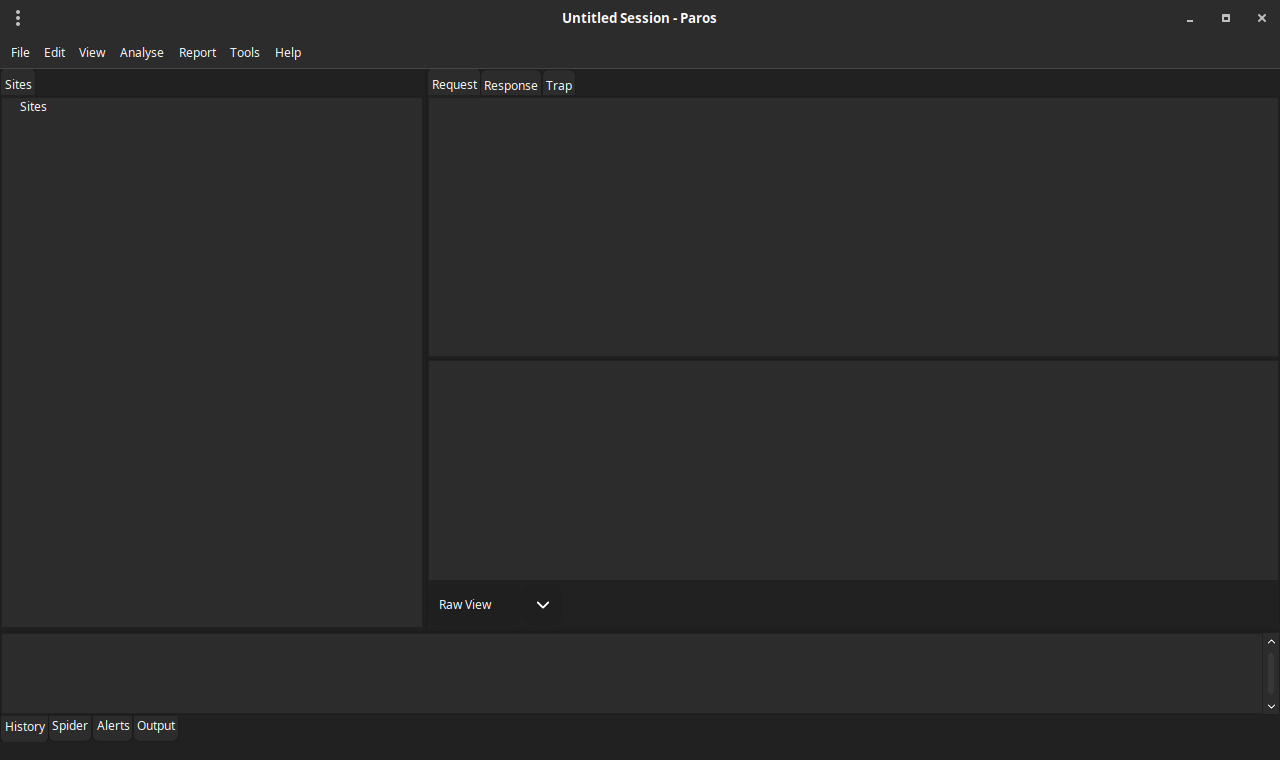 Untitled Session - Paros
File Edit View Analyse Report Tools Help
Sites
Request Response Trap
Sites
Raw View
History Spider Alerts Output